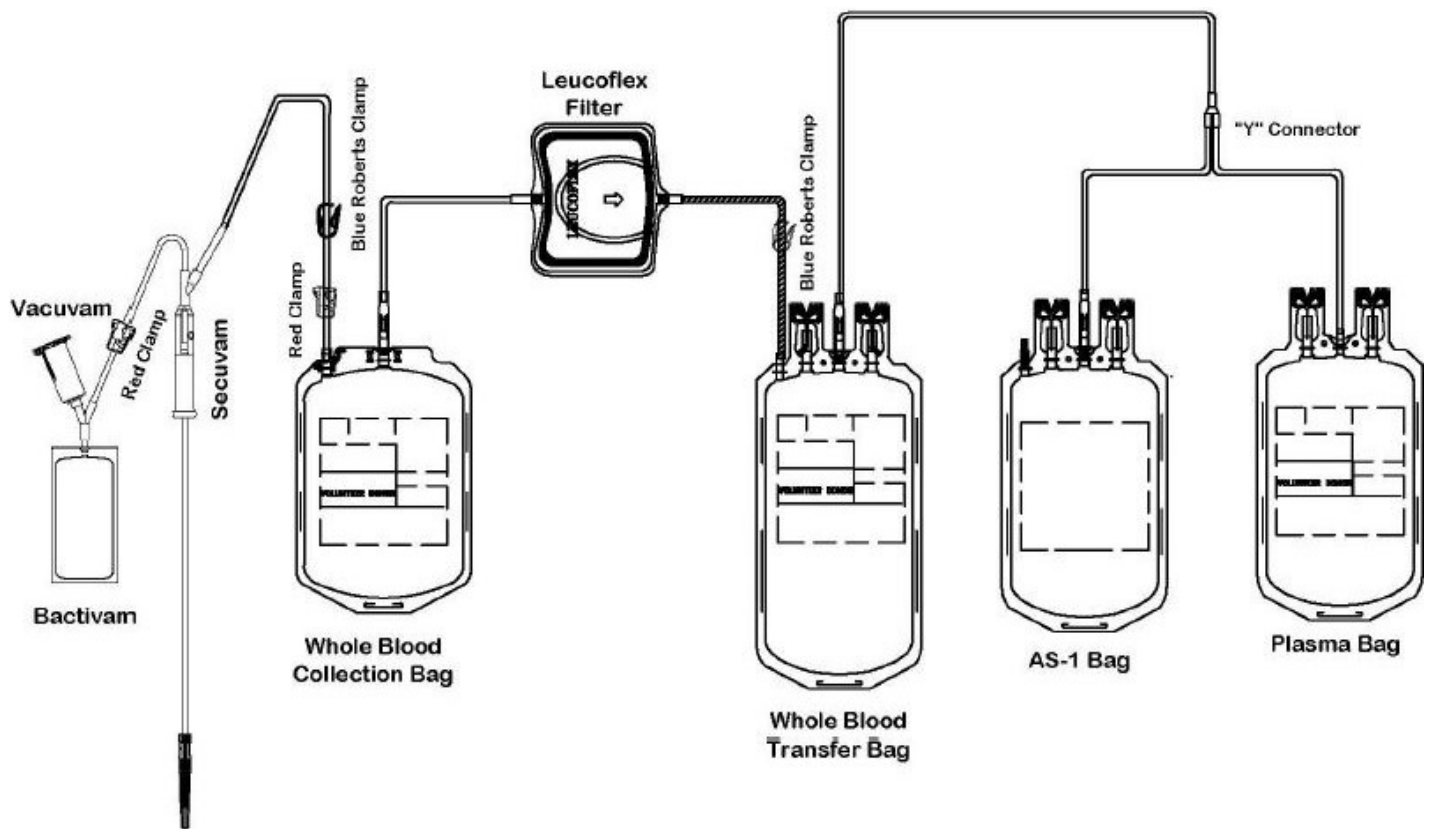 Leucoflex
Filter
Blue Roberts Clamp
"Y" Connector
LEUCOFLEX
Blue Roberts Clamp
Vacuvam
Red Clamp
Secuvam
Red Clamp
VOLUNTEER DONOR
VOLUNTEER DONOR
VOLUNTEER DONOR
Bactivam
Whole Blood
Collection Bag
AS-1 Bag
Plasma Bag
Whole Blood
Transfer Bag